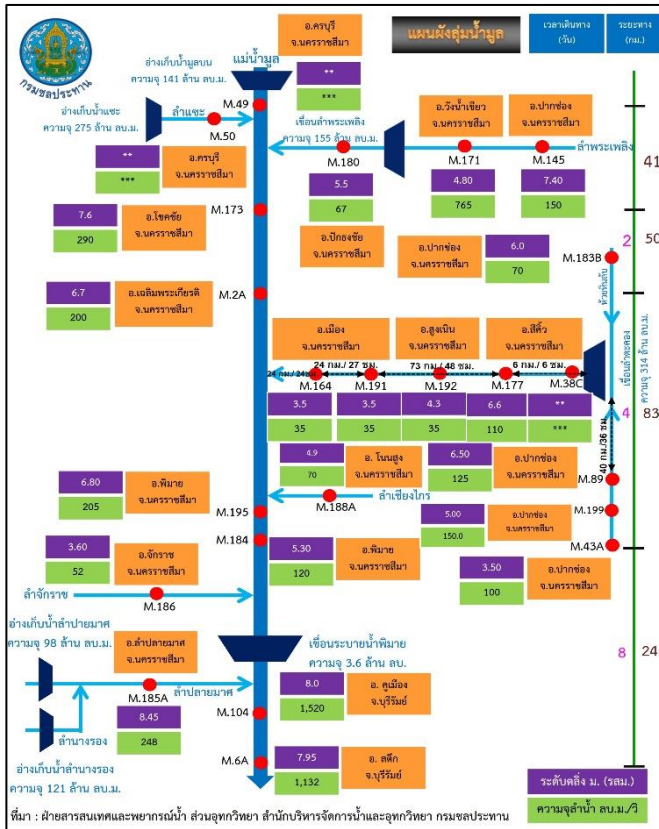 กรมชลประทาน
อ่างเก็บน้ำมูลบน
ความจุ 141 ล้าน ลบ.ม.
แม่น้ำมูล
อ.ครบุรี
จ.นครราชสีมา
**
***
แผนผังลุ่มน้ำมูล
เวลาเดินทาง
(วัน)
ระยะทาง
(กม.)
อ่างเก็บน้ำแซะ
ความจุ 275 ล้าน ลบ.ม.
ลำแซะ
M.49
M.50
เขื่อนลำพระเพลิง
ความจุ 155 ล้าน ลบ.ม.
อ.วังน้ำเขียว
จ.นครราชสีมา
อ.ปากช่อง
จ.นครราชสีมา
ลำพระเพลิง
M.180
M.171
M.145
41
**
***
อ.ครบุรี
จ.นครราชสีมา
5.5
67
4.80
765
7.40
150
7.6
290
อ.โชคชัย
จ.นครราชสีมา
M.173
อ.ปักธงชัย
จ.นครราชสีมา
อ.ปากช่อง
จ.นครราชสีมา
6.0
70
M.183B
2
50
6.7
200
อ.เฉลิมพระเกียรติ
จ.นครราชสีมา
M.2A
อ.เมือง
จ.นครราชสีมา
อ.สูงเนิน
จ.นครราชสีมา
อ.สีคิ้ว
จ.นครราชสีมา
เขื่อนลำตะคอง
ความจุ 314 ล้าน ลบ.ม.
24 กม./ 24ชม.
24 กม./ 27 ชม.
73 กม./ 48 ชม.
6 กม./ 6 ชม.
M.164
M.191
M.192
M.177
M.38C
3.5
35
3.5
35
4.3
35
6.6
110
**
***
4
83
40 กม./36 ชม.
4.9
70
อ. โนนสูง
จ.นครราชสีมา
6.50
125
อ.ปากช่อง
จ.นครราชสีมา
M.89
6.80
205
อ.พิมาย
จ.นครราชสีมา
M.195
ลำเชียงไกร
M.188A
5.00
150.0
อ.ปากช่อง
จ.นครราชสีมา
M.199
M.43A
3.60
52
อ.จักราช
จ.นครราชสีมา
M.184
5.30
120
อ.พิมาย
จ.นครราชสีมา
3.50
100
อ.ปากช่อง
จ.นครราชสีมา
ลำจักราช
M.186
อ่างเก็บน้ำลำปายมาศ
ความจุ 98 ล้าน ลบ.ม.
อ.ลำปลายมาศ
จ.นครราชสีมา
เขื่อนระบายน้ำพิมาย
ความจุ 3.6 ล้าน ลบ.
8
24
M.185A
ลำปลายมาศ
8.45
248
ลำนางรอง
อ่างเก็บน้ำลำนางรอง
ความจุ 121 ล้าน ลบ.ม.
M.104
8.0
1,520
อ. คูเมือง
จ.บุรีรัมย์
M.6A
7.95
1,132
อ. สตึก
จ.บุรีรัมย์
ระดับตลิ่ง ม. (รสม.)
ความจุลำน้ำ ลบ.ม./วิ
ที่มา : ฝ่ายสารสนเทศและพยากรณ์น้ำ ส่วนอุทกวิทยา สำนักบริหารจัดการน้ำและอุทกวิทยา กรมชลประทาน